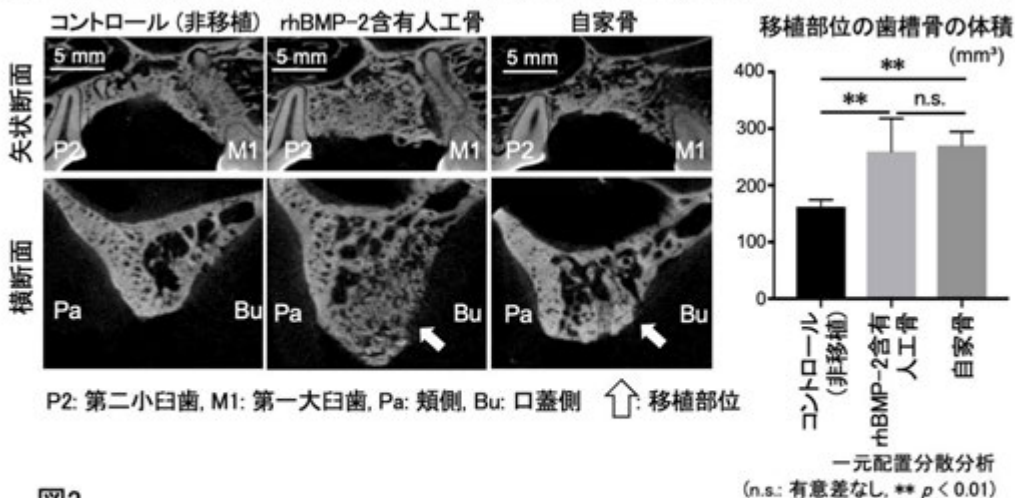 コントロール (非移植) rhBMP-2含有人工骨 自家骨
矢状断面
5 mm 5 mm 5 mm
P2 M1 P2 M1 P2 M1
横断面
Pa Bu Pa Bu Pa Bu
P2: 第二小臼歯, M1: 第一大臼歯, Pa: 頬側, Bu: 口蓋側 ⇧: 移植部位
移植部位の歯槽骨の体積
(mm³)
400
300
200
100
0
**
** n.s.
コントロール
(非移植)
rhBMP-2含有
人工骨
自家骨
一元配置分散分析
(n.s.: 有意差なし, ** p < 0.01)